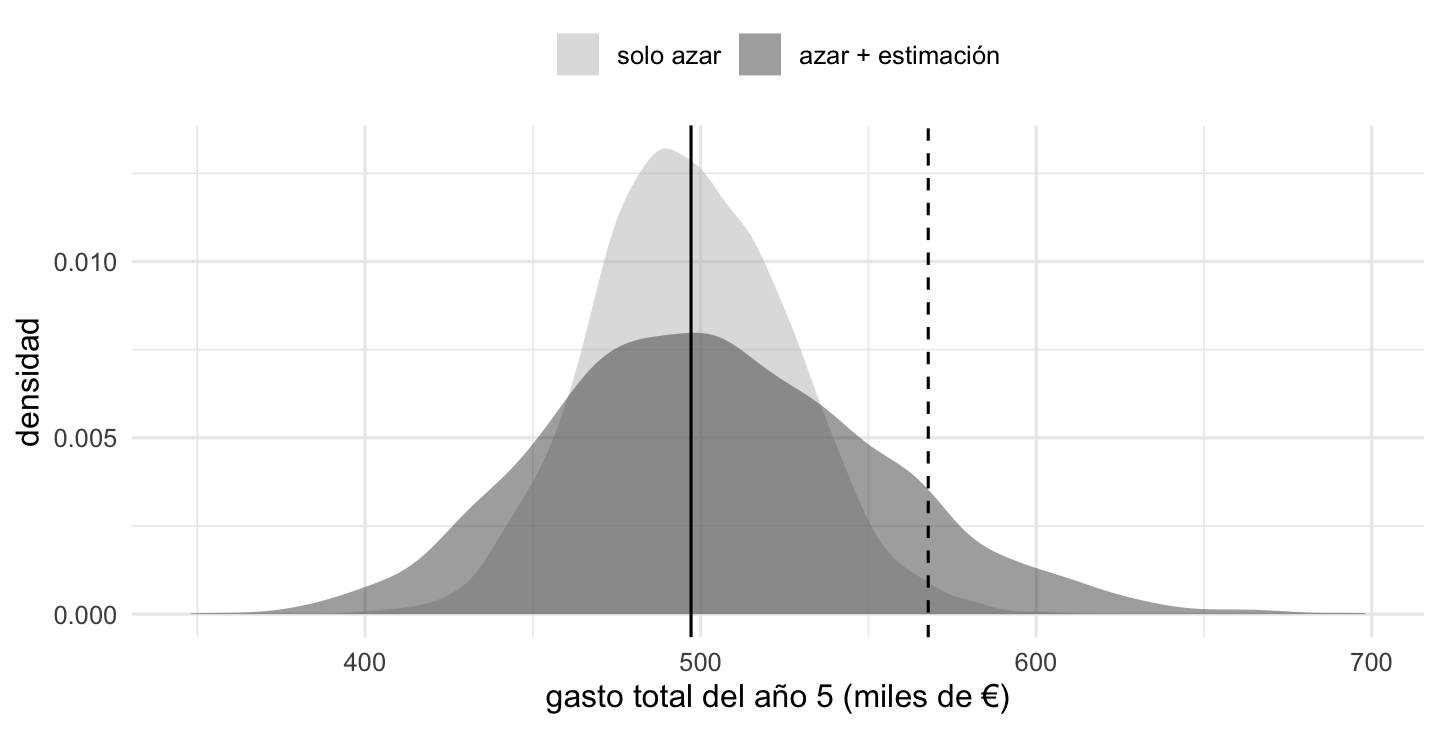 solo azar azar + estimación
densidad
0.010
0.005
0.000
400 500 600 700
gasto total del año 5 (miles de €)